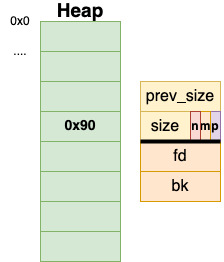 Heap
0x0
....
prev_size
0x90
size n m p
fd
bk